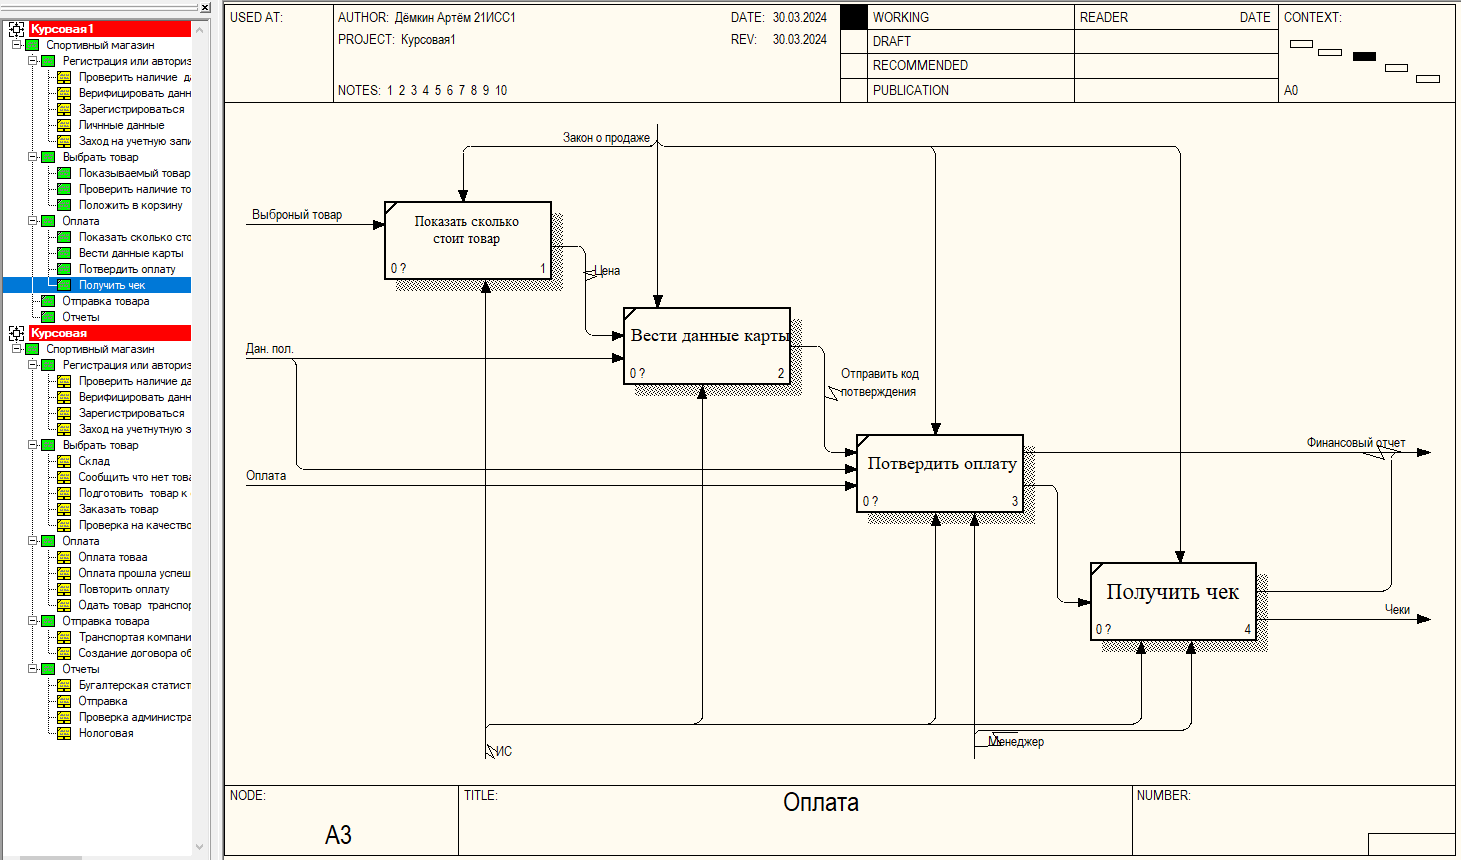 Курсовая1
Спортивный магазин
Регистрация или авториз
Проверить наличие да
Верифицировать данн
Зарегистрироваться
Личнные данные
Заход на учетную запи
Выбрать товар
Показываемый товар
Проверить наличие то
Положить в корзину
Оплата
Показать сколько сто
Вести данные карты
Потвердить оплату
Получить чек
Отправка товара
Отчеты
Курсовая
Спортивный магазин
Регистрация или авториз
Проверить наличие да
Верифицировать данн
Зарегистрироваться
Заход на учетнутную з
Выбрать товар
Склад
Сообщить что нет това
Подготовить товар к
Заказать товар
Проверка на качество
Оплата
Оплата товаа
Оплата прошла успеш
Повторить оплату
Одать товар транспор
Отправка товара
Транспортая компани
Создание договора об
Отчеты
Бугалтерская статист
Отправка
Проверка администра
Нологовая
USED AT:
AUTHOR: Дёмкин Артём 21ИСС1
DATE: 30.03.2024
PROJECT: Курсовая1
REV: 30.03.2024
NOTES: 1 2 3 4 5 6 7 8 9 10
WORKING
DRAFT
RECOMMENDED
PUBLICATION
READER
DATE
CONTEXT:
A0
Закон о продаже
Выброный товар
Показать сколько
стоит товар
0 ?
1
Цена
Дан. пол.
Вести данные карты
0 ?
2
Отправить код
потверждения
Оплата
Потвердить оплату
0 ?
3
Финансовый отчет
Получить чек
0 ?
4
Чеки
ИС
Менеджер
NODE:
A3
TITLE:
Оплата
NUMBER: